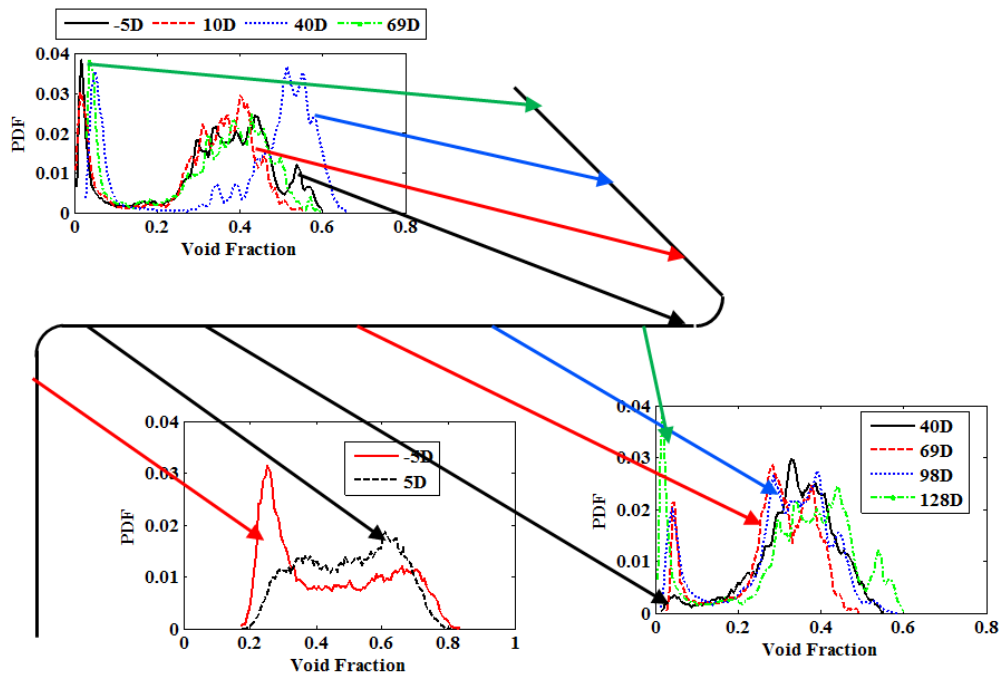 -5D 10D 40D 69D
0.04
0.03
0.02
0.01
0
PDF
0 0.2 0.4 0.6 0.8
Void Fraction
0.04
0.03
0.02
0.01
0
PDF
-5D
5D
0 0.2 0.4 0.6 0.8 1
Void Fraction
0.04
0.03
0.02
0.01
0
PDF
40D
69D
98D
128D
0 0.2 0.4 0.6 0.8
Void Fraction